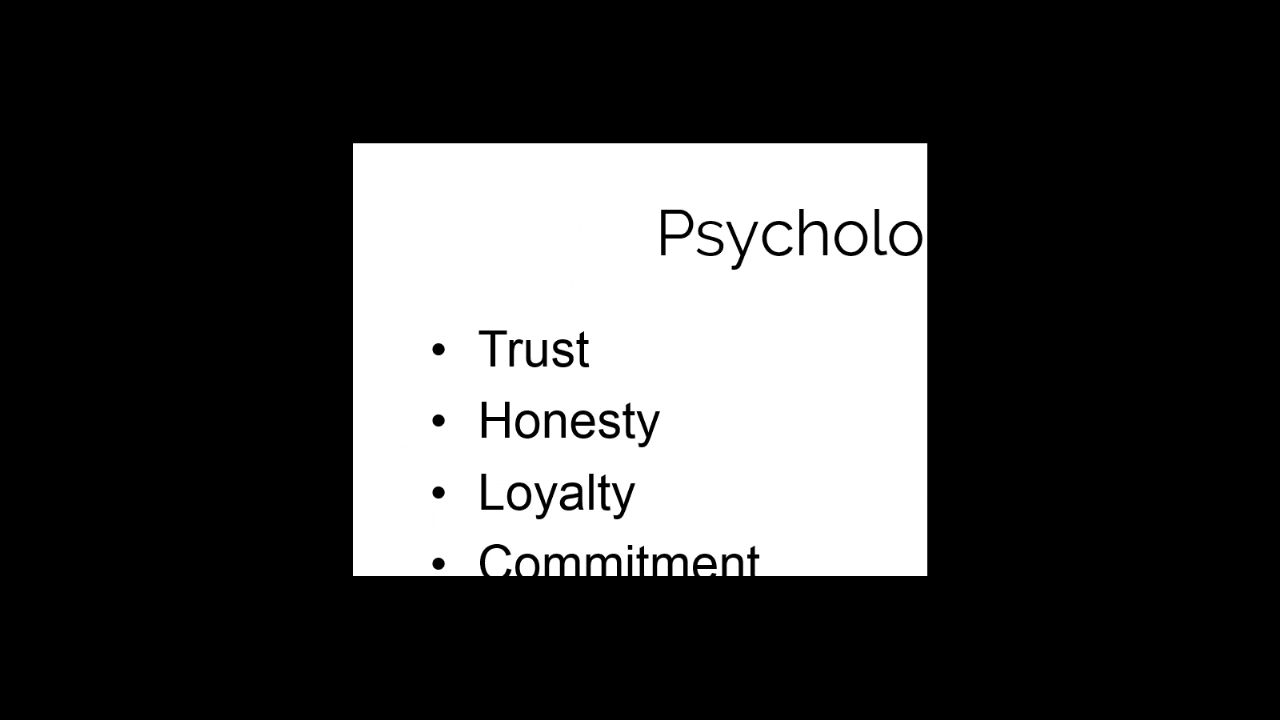 Psycholo
• Trust
• Honesty
• Loyalty
• Commitment